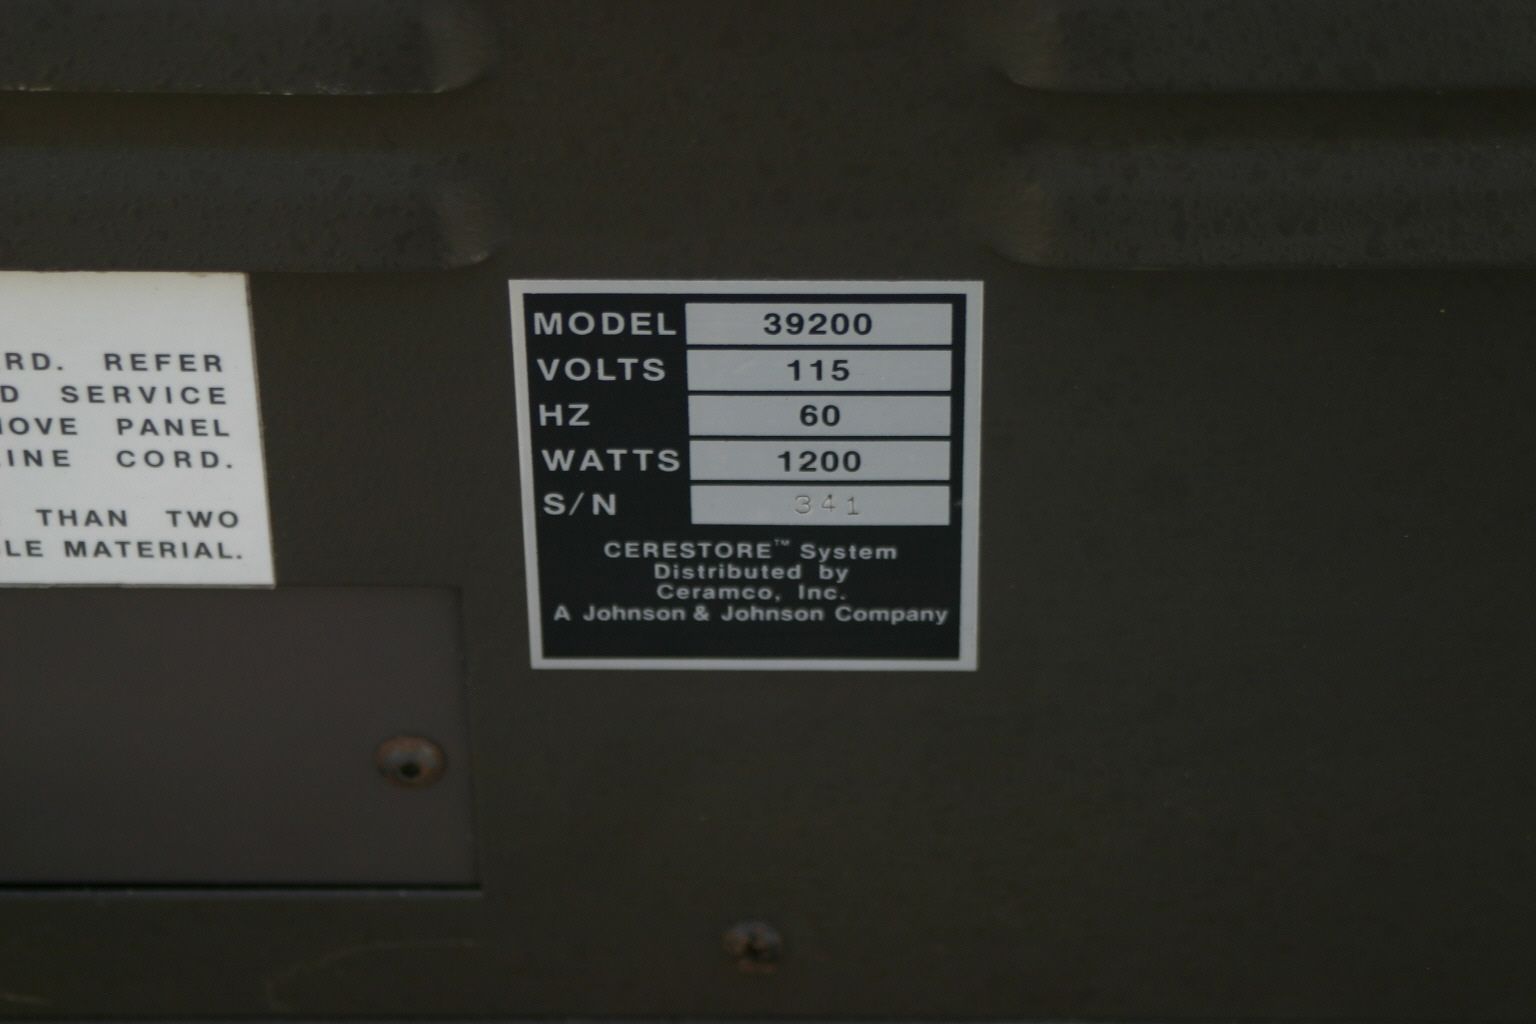 RD. REFER
D SERVICE
OVE PANEL
INE CORD.
THAN TWO
LE MATERIAL.
MODEL 39200
VOLTS 115
HZ 60
WATTS 1200
S/N 341
CERESTORE™ System
Distributed by
Ceramco, Inc.
A Johnson & Johnson Company